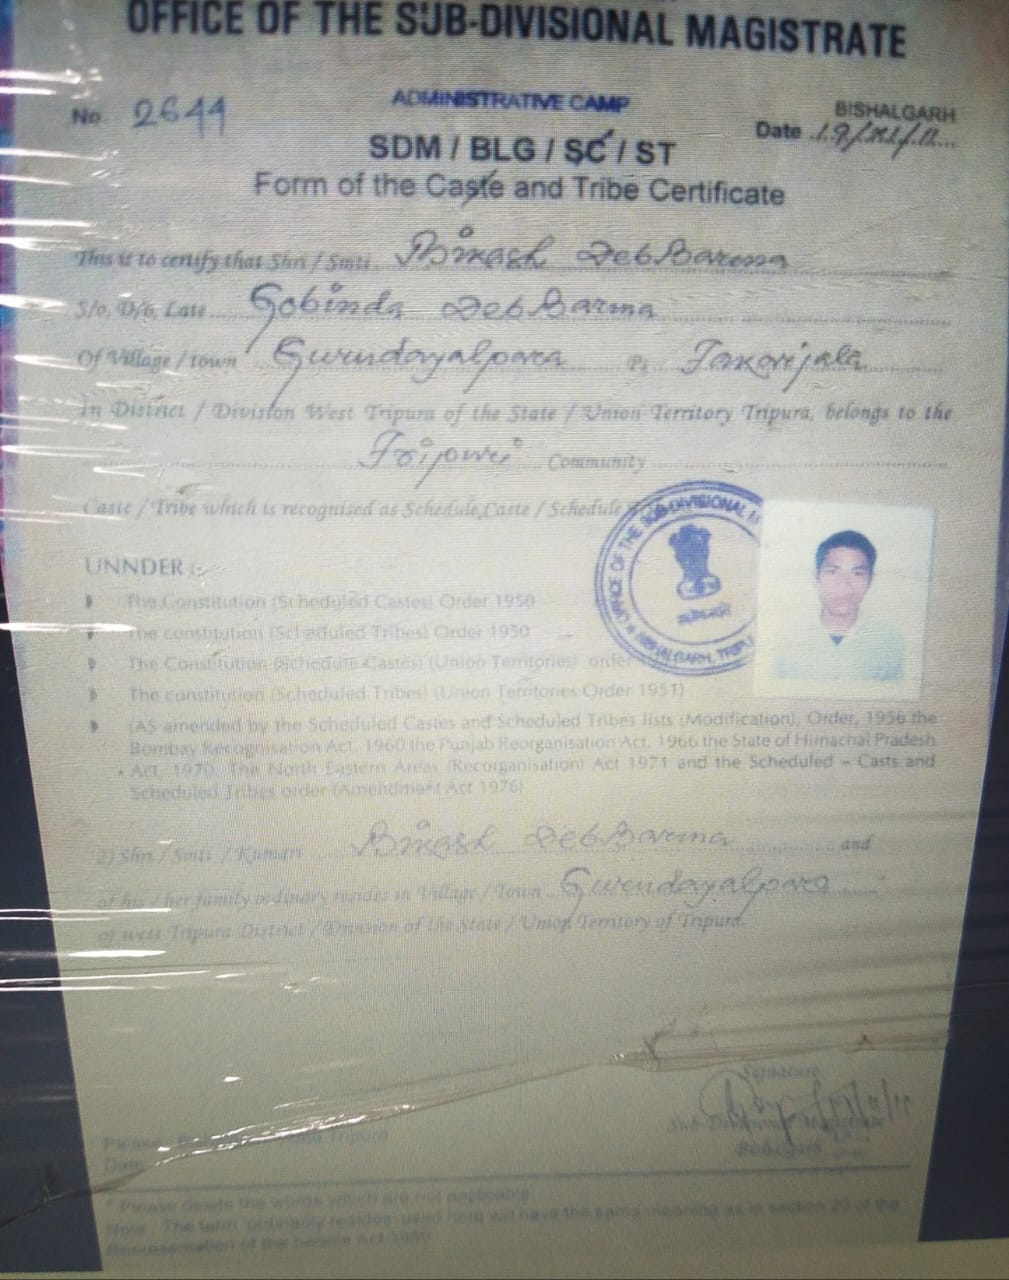 OFFICE OF THE SUB-DIVISIONAL MAGISTRATE
No. 2644
ADMINISTRATIVE CAMP
BISHALGARH
Date
SDM / BLG / SC / ST
Form of the Caste and Tribe Certificate
This is to certify that Shri / Smti Bikash DebBarma
S/o, D/o, Late Gobinda DebBarma
Of Village / town Gurudayalpara Ps Takarjala
in District / Division West Tripura of the State / Union Territory Tripura, belongs to the
Tripuri Community
Caste / Tribe which is recognised as Schedule Caste / Schedule
OFFICE OF THE SUB-DIVISIONAL
BISHALGARH, TRIPU
UNNDER :-
The Constitution (Scheduled Castes) Order 1950
The constitution (Scheduled Tribes) Order 1950
The Constitution (Schedule Castes) (Union Territories) order
The constitution (Scheduled Tribes) (Union Territories Order 1951)
(AS amended by the Scheduled Castes and Scheduled Tribes lists (Modification), Order, 1956 the
Bombay Recognisation Act. 1960 the Punjab Reorganisation Act. 1966 the State of Himachal Pradesh
Act, 1970, The North Eastern Areas (Recorganisation) Act 1971 and the Scheduled – Casts and
Scheduled Tribes order (Amendment Act 1976)
2) Shri / Smti / Kumari Bikash DebBarma and
of his / her family ordinary resides in Village / Town Gurudayalpara
of west Tripura District / Division of the State / Union Territory of Tripura.
Signature
Sub-Divisional Magistrate
Bishalgarh
Tripura
Date
* Please delete the words which are not applicable
Note : The term 'ordinarily resides' used here will have the same meaning as in section 20 of the
Representation of the People Act 1950